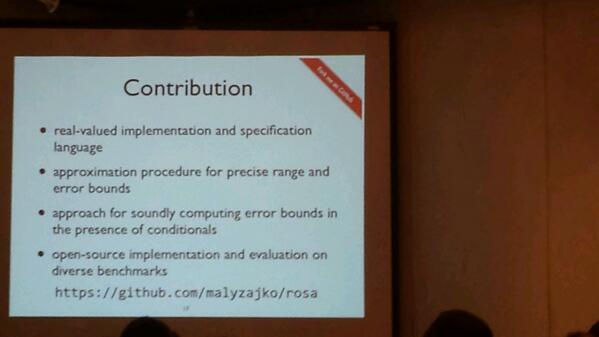 Contribution
Fork me on GitHub
• real-valued implementation and specification
language
• approximation procedure for precise range and
error bounds
• approach for soundly computing error bounds in
the presence of conditionals
• open-source implementation and evaluation on
diverse benchmarks
https://github.com/malyzajko/rosa